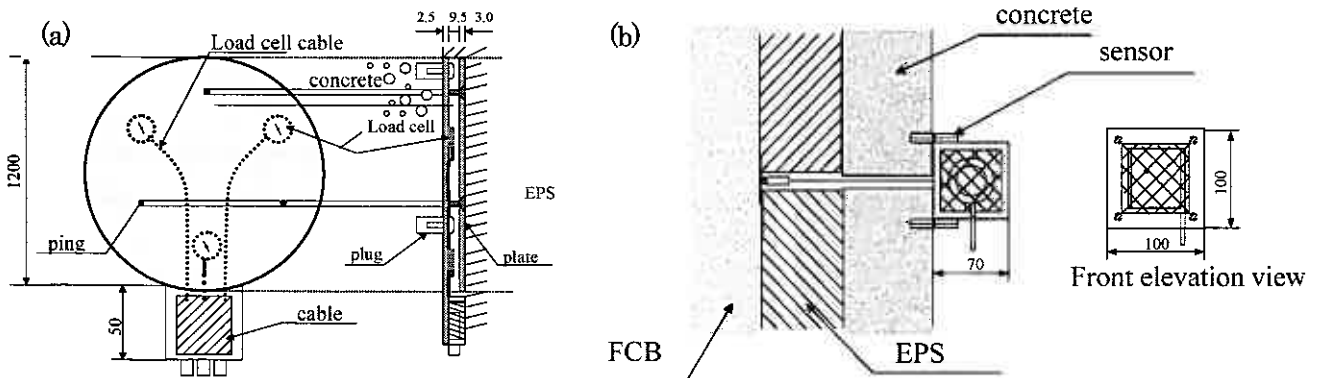 (a)
2.5 9.5 3.0
Load cell cable
concrete
Load cell
1200
EPS
ping
plug
plate
50
cable
(b)
concrete
sensor
100
100
70
Front elevation view
FCB
EPS